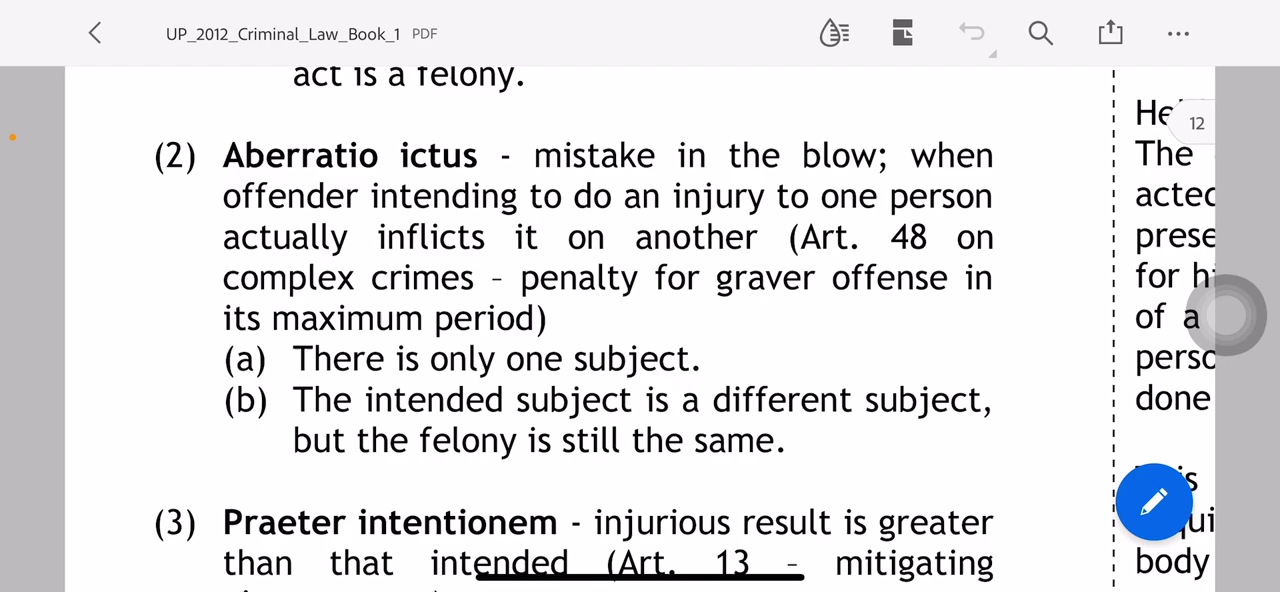 UP_2012_Criminal_Law_Book_1 PDF
act is a felony.
(2) Aberratio ictus - mistake in the blow; when
offender intending to do an injury to one person
actually inflicts it on another (Art. 48 on
complex crimes – penalty for graver offense in
its maximum period)
(a) There is only one subject.
(b) The intended subject is a different subject,
but the felony is still the same.
(3) Praeter intentionem - injurious result is greater
than that intended (Art. 13 – mitigating
12
The
acted
prese
for h
of a
perso
done
body